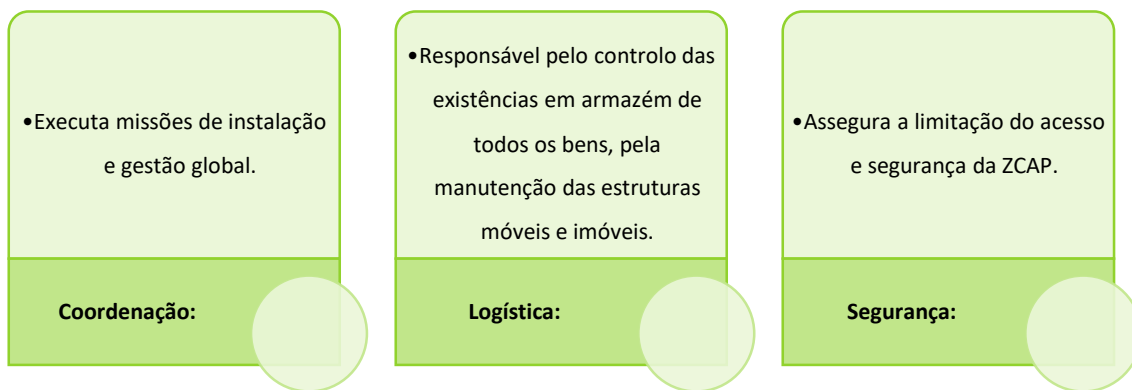 •Executa missões de instalação
e gestão global.
Coordenação:
•Responsável pelo controlo das
existências em armazém de
todos os bens, pela
manutenção das estruturas
móveis e imóveis.
Logística:
•Assegura a limitação do acesso
e segurança da ZCAP.
Segurança: